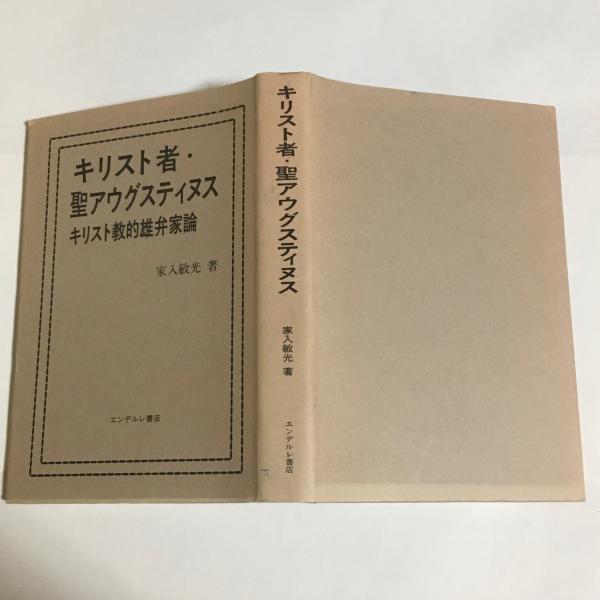 キリスト者・
聖アウグスティヌス
キリスト教的雄弁家論
家入敏光 著
エンデルレ書店
キリスト者・聖アウグスティヌス
家入敏光 著
エンデルレ書店